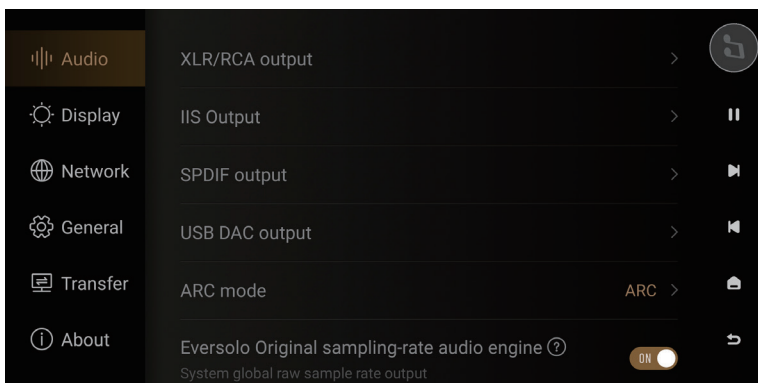 Audio
Display
Network
General
Transfer
About
XLR/RCA output
IIS Output
SPDIF output
USB DAC output
ARC mode
ARC
Eversolo Original sampling-rate audio engine ?
ON
System global raw sample rate output